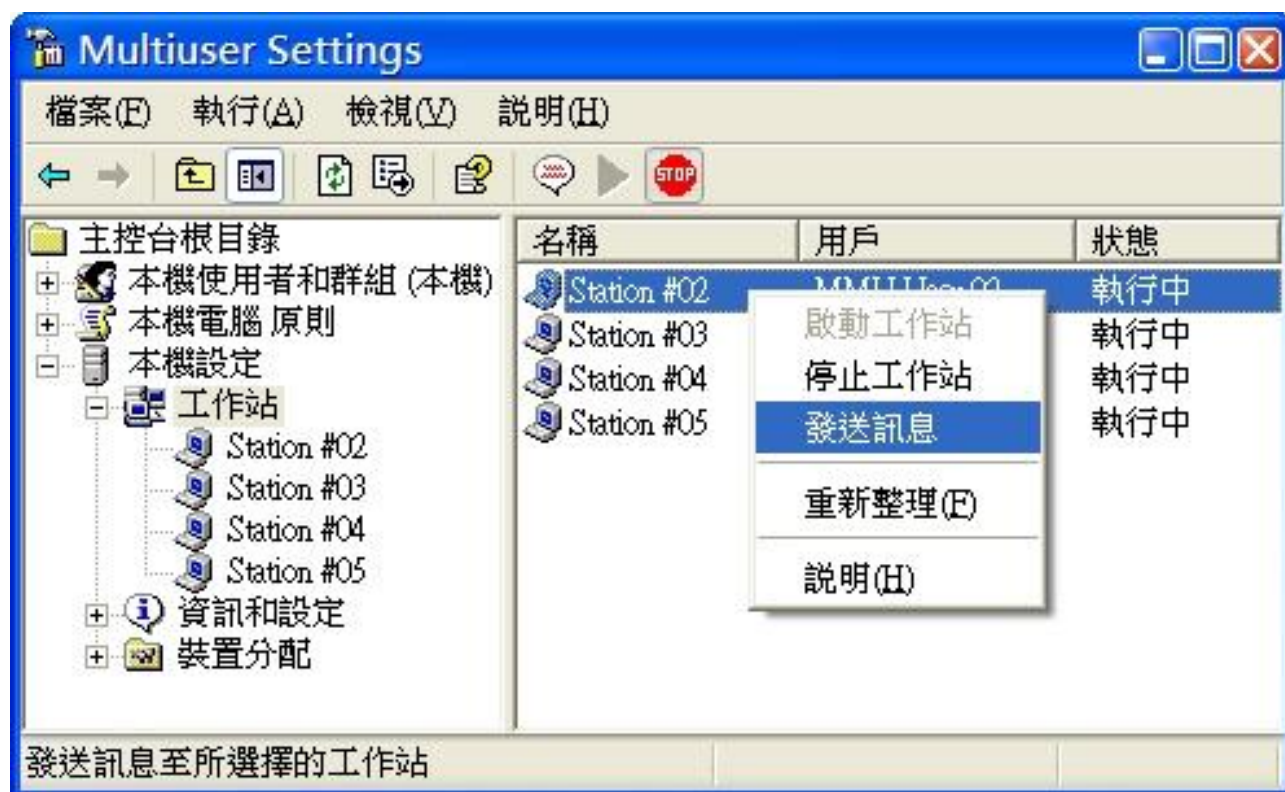 Multiuser Settings
檔案(F) 執行(A) 檢視(V) 説明(H)
STOP
主控台根目錄
本機使用者和群組 (本機)
本機電腦 原則
本機設定
工作站
Station #02
Station #03
Station #04
Station #05
資訊和設定
裝置分配
名稱 用戶 狀態
Station #02 執行中
Station #03 執行中
Station #04 執行中
Station #05 執行中
啟動工作站
停止工作站
發送訊息
重新整理(F)
説明(H)
發送訊息至所選擇的工作站